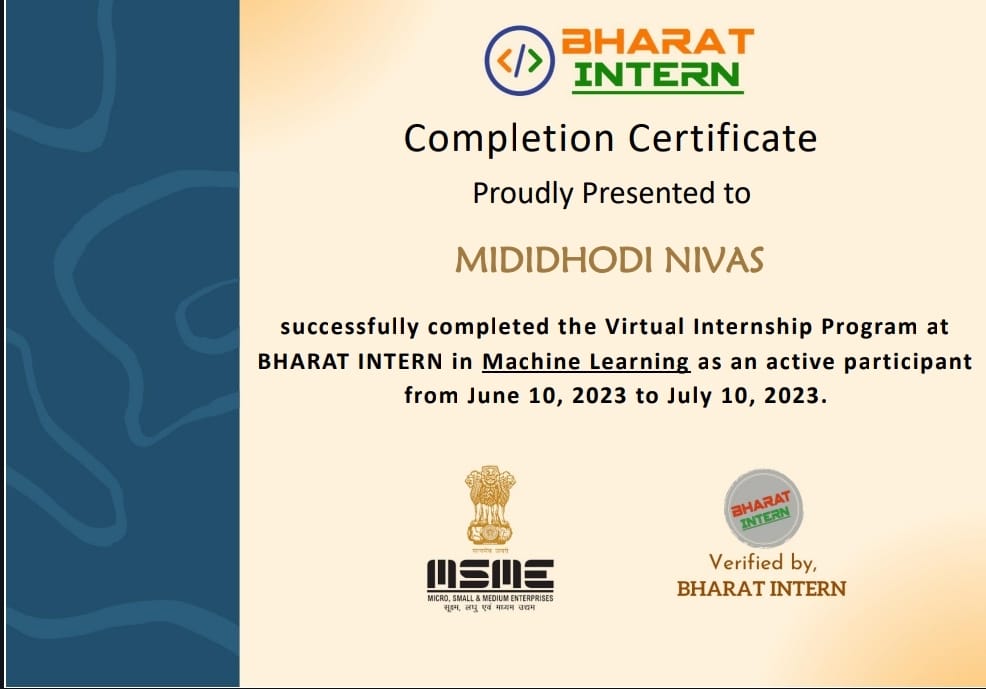 </> BHARAT
INTERN
Completion Certificate
Proudly Presented to
MIDIDHODI NIVAS
successfully completed the Virtual Internship Program at
BHARAT INTERN in Machine Learning as an active participant
from June 10, 2023 to July 10, 2023.
सत्यमेव जयते
MSME
MICRO, SMALL & MEDIUM ENTERPRISES
सूक्ष्म, लघु एवं मध्यम उद्यम
BHARAT
INTERN
Verified by,
BHARAT INTERN